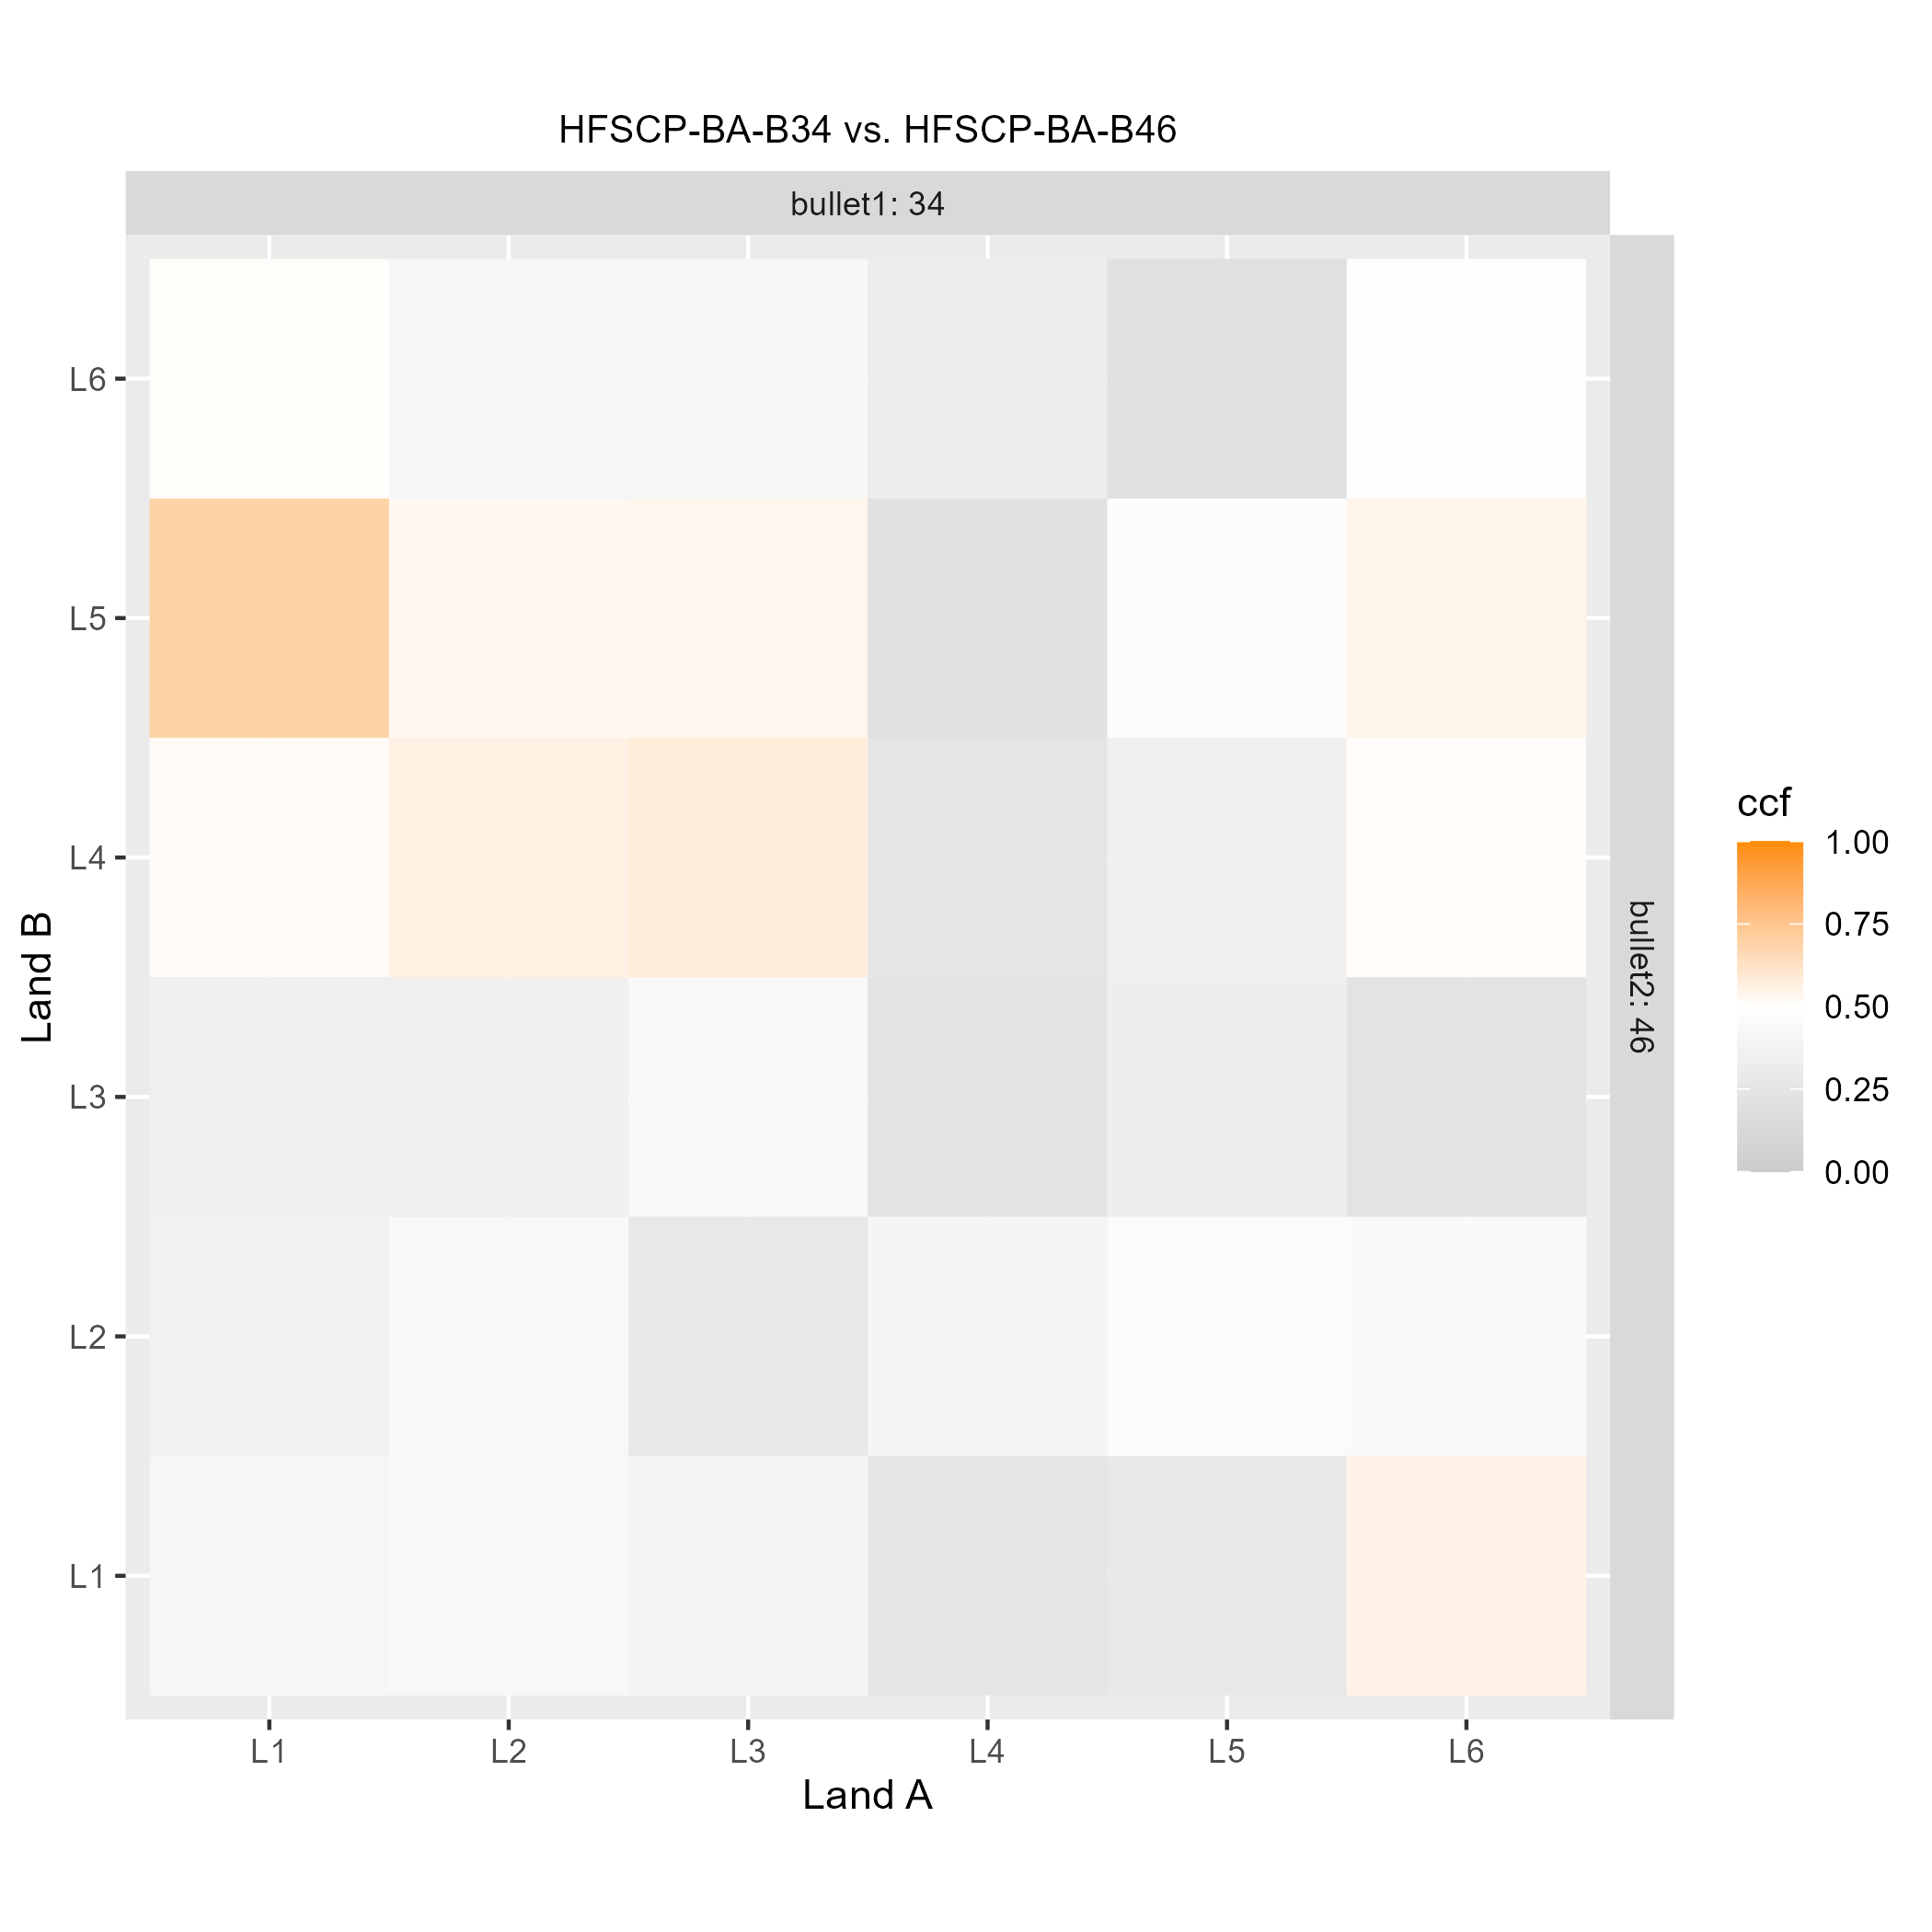 HFSCP-BA-B34 vs. HFSCP-BA-B46
bullet1: 34
L6
L5
L4
L3
L2
L1
Land B
bullet2: 46
ccf
1.00
0.75
0.50
0.25
0.00
L1 L2 L3 L4 L5 L6
Land A